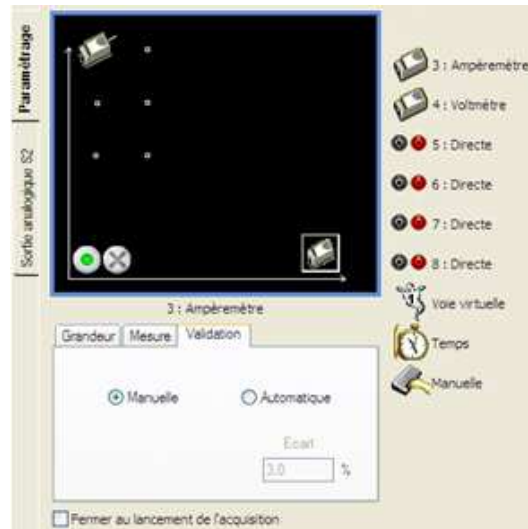 Paramétrage
Sortie analogique S2
3 : Ampèremètre
4 : Voltmètre
5 : Directe
6 : Directe
7 : Directe
8 : Directe
Voie virtuelle
Temps
Manuelle
3 : Ampèremètre
Grandeur Mesure Validation
Manuelle Automatique
Ecart
3.0 %
Fermer au lancement de l'acquisition